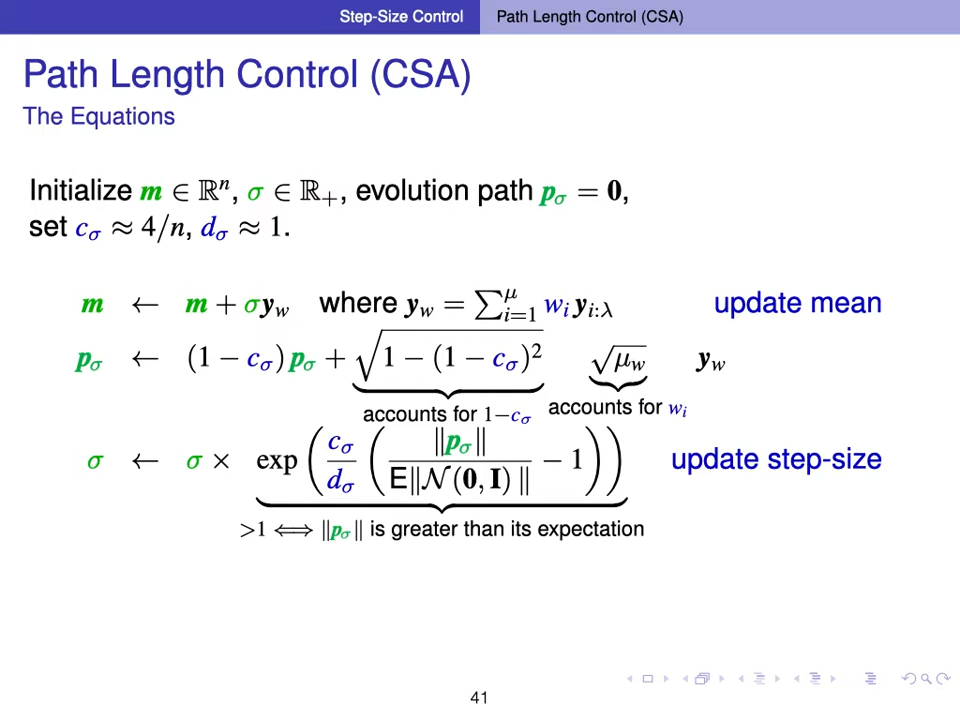 Step-Size Control Path Length Control (CSA)
Path Length Control (CSA)
The Equations
Initialize m ∈ ℝⁿ, σ ∈ ℝ₊, evolution path p_σ = 0,
set c_σ ≈ 4/n, d_σ ≈ 1.
m ← m + σy_w where y_w = ∑_{i=1}^{μ} w_i y_{i:λ} update mean
p_σ ← (1 − c_σ) p_σ + √(1 − (1 − c_σ)²) √μ_w y_w
accounts for 1−c_σ accounts for w_i
σ ← σ × exp(c_σ/d_σ (‖p_σ‖/E‖𝒩(0, I)‖ − 1)) update step-size
>1 ⟺ ‖p_σ‖ is greater than its expectation
41